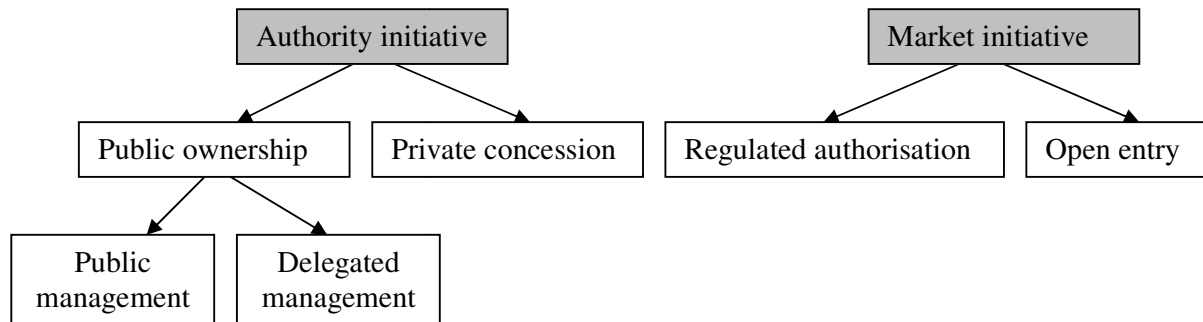 Authority initiative
Market initiative
Public ownership
Private concession
Regulated authorisation
Open entry
Public
management
Delegated
management